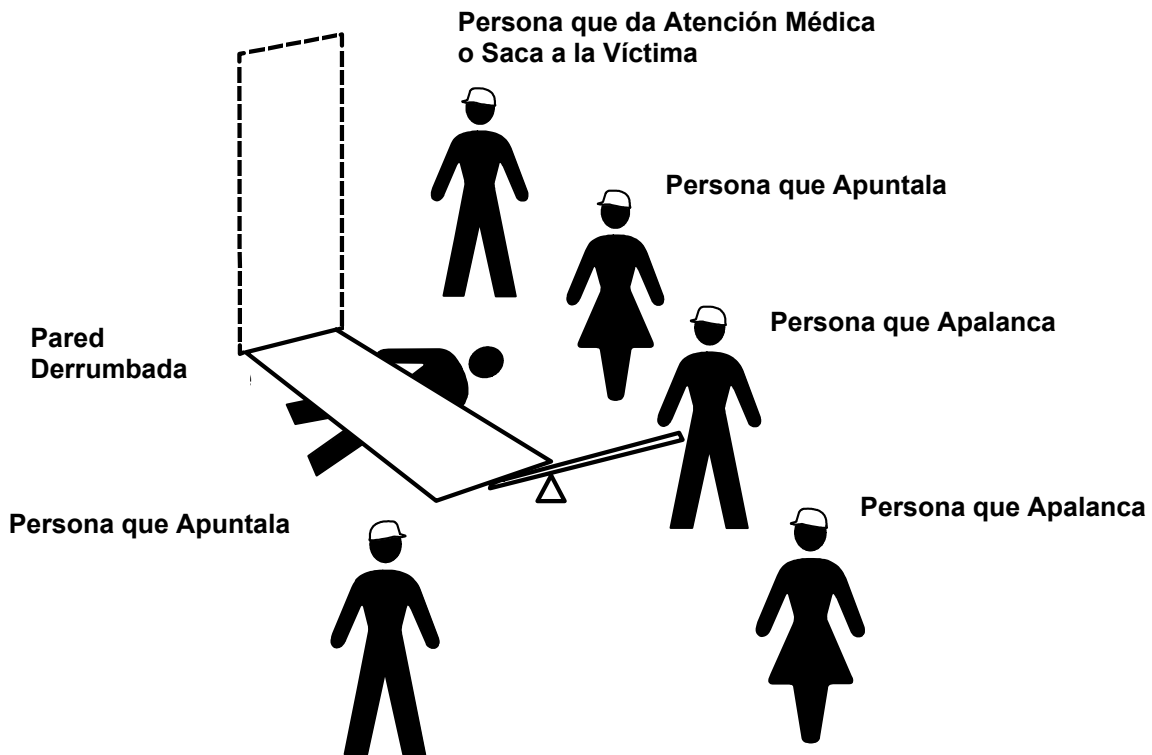 Persona que da Atención Médica
o Saca a la Víctima
Persona que Apuntala
Persona que Apalanca
Pared
Derrumbada
Persona que Apuntala
Persona que Apalanca